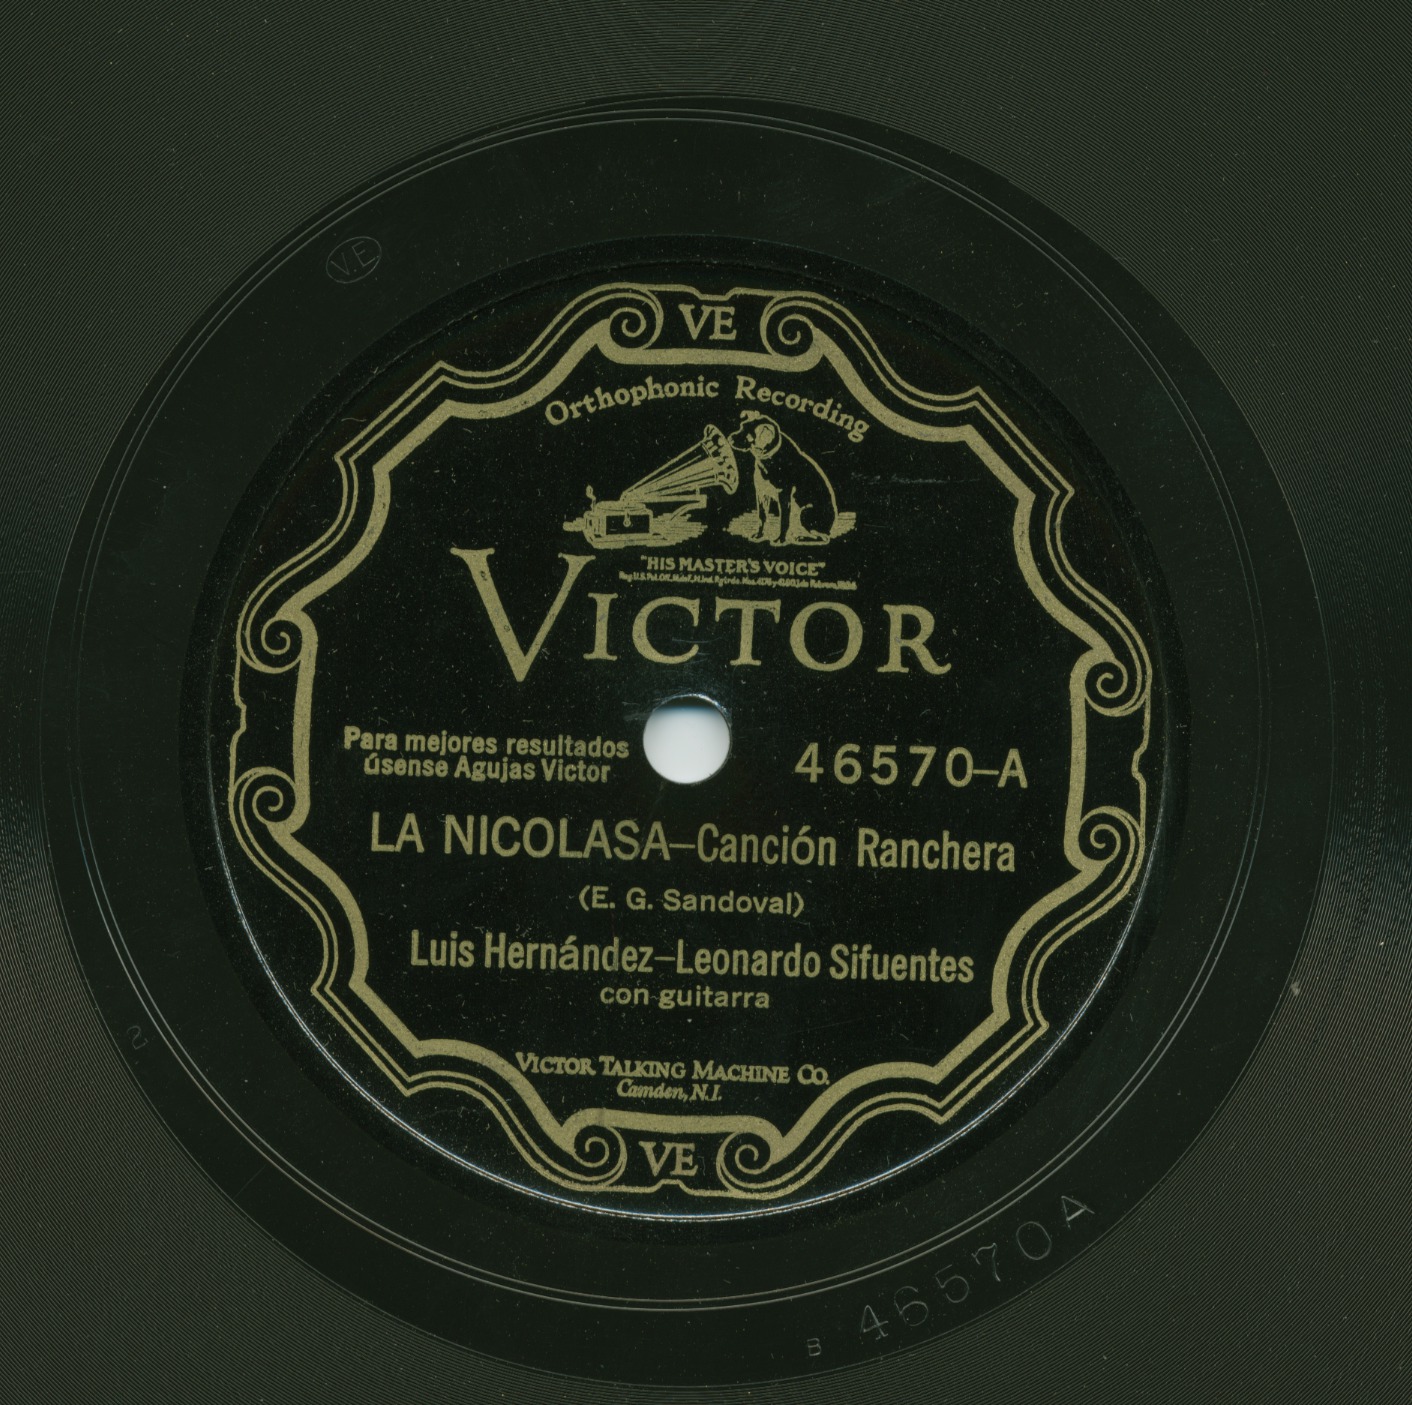 VE
VE
Orthophonic Recording
"HIS MASTER'S VOICE"
VICTOR
Para mejores resultados
úsense Agujas Victor
46570-A
LA NICOLASA—Canción Ranchera
(E. G. Sandoval)
Luis Hernández—Leonardo Sifuentes
con guitarra
VICTOR TALKING MACHINE CO.
Camden, N.J.
VE
2
B 46570A